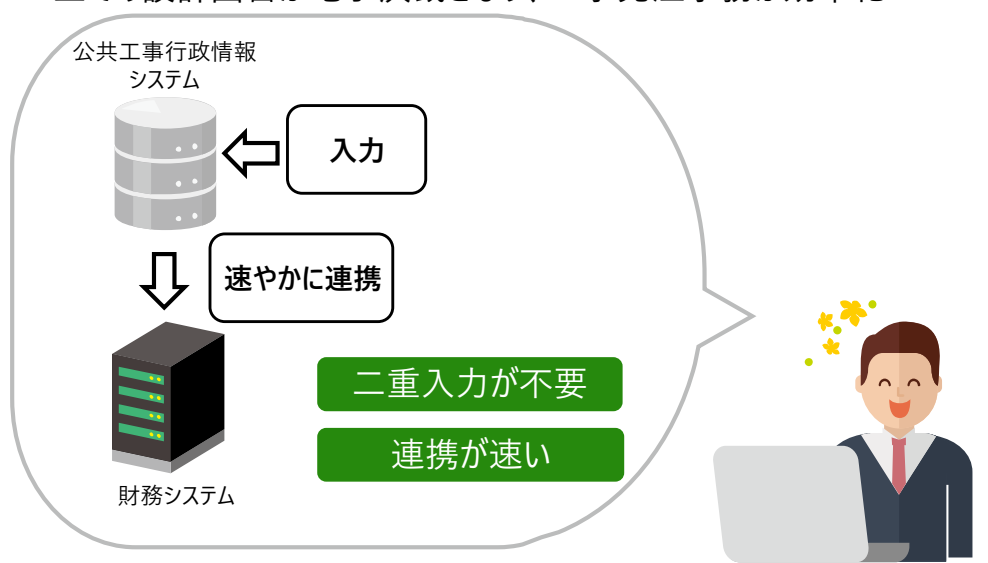 公共工事行政情報
システム
入力
速やかに連携
二重入力が不要
連携が速い
財務システム